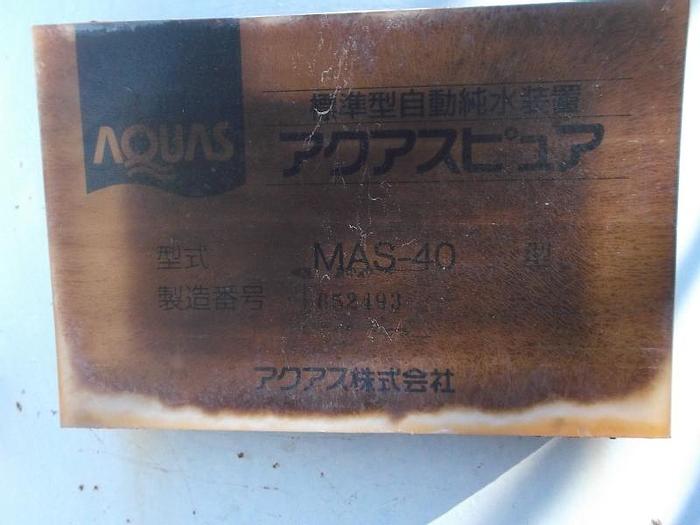 AQUAS
標準型自動純水装置
アクアスピュア
型式 MAS-40 型
製造番号 652493
アクアス株式会社